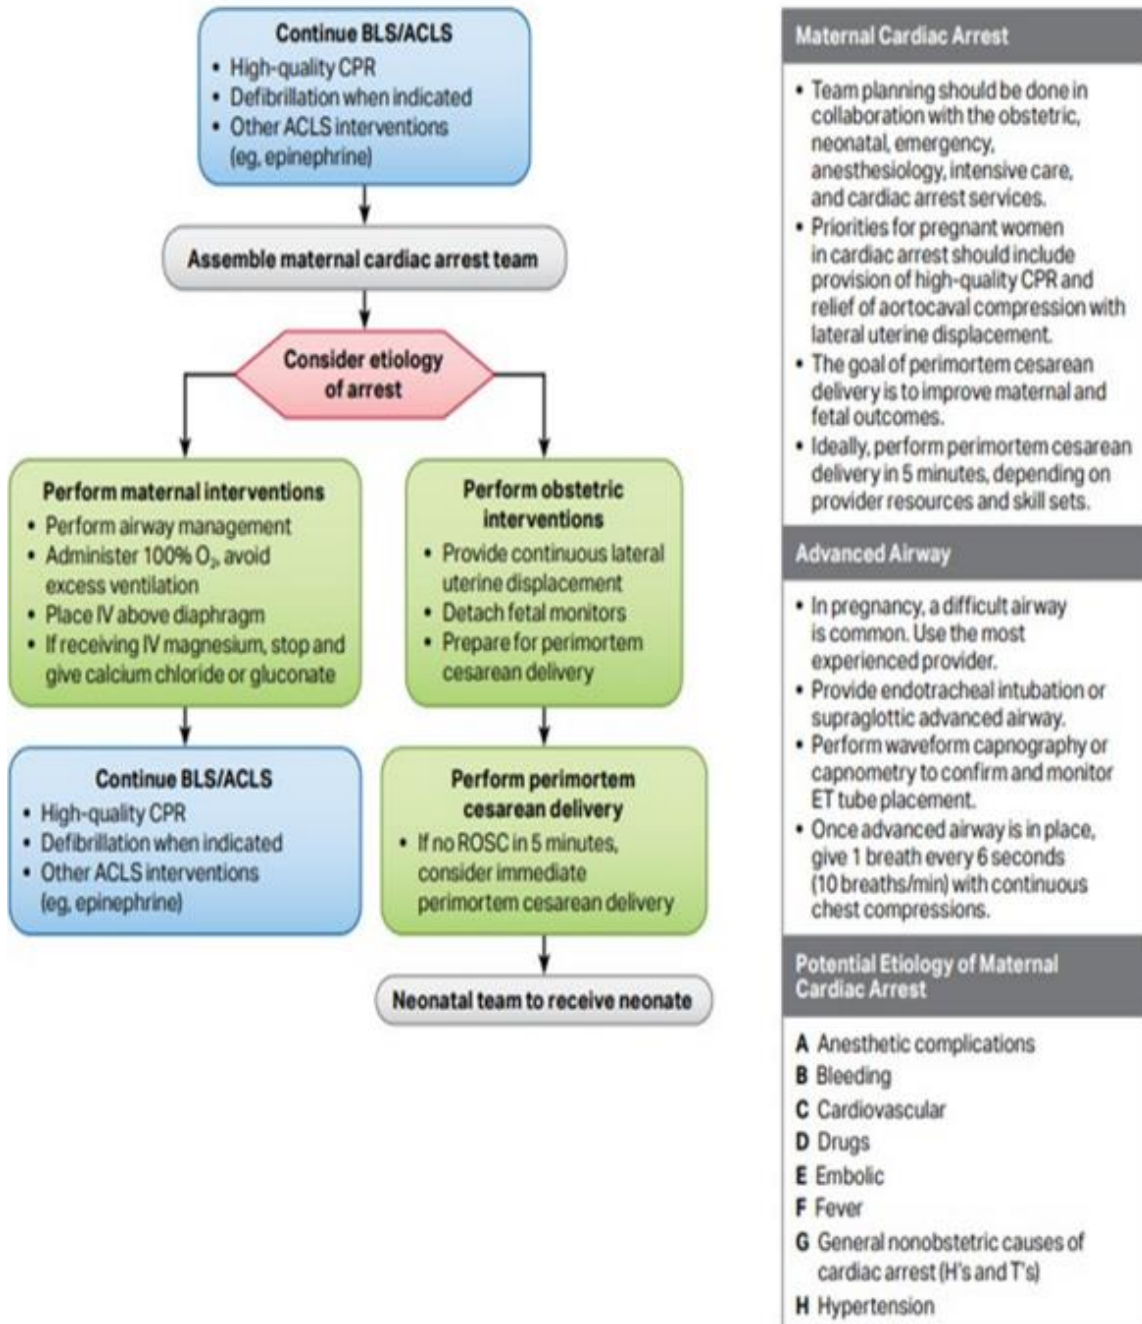 Continue BLS/ACLS
• High-quality CPR
• Defibrillation when indicated
• Other ACLS interventions
(eg, epinephrine)
Assemble maternal cardiac arrest team
Consider etiology
of arrest
Perform maternal interventions
• Perform airway management
• Administer 100% O₂, avoid
excess ventilation
• Place IV above diaphragm
• If receiving IV magnesium, stop and
give calcium chloride or gluconate
Continue BLS/ACLS
• High-quality CPR
• Defibrillation when indicated
• Other ACLS interventions
(eg, epinephrine)
Perform obstetric
interventions
• Provide continuous lateral
uterine displacement
• Detach fetal monitors
• Prepare for perimortem
cesarean delivery
Perform perimortem
cesarean delivery
• If no ROSC in 5 minutes,
consider immediate
perimortem cesarean delivery
Neonatal team to receive neonate
Maternal Cardiac Arrest
• Team planning should be done in
collaboration with the obstetric,
neonatal, emergency,
anesthesiology, intensive care,
and cardiac arrest services.
• Priorities for pregnant women
in cardiac arrest should include
provision of high-quality CPR and
relief of aortocaval compression with
lateral uterine displacement.
• The goal of perimortem cesarean
delivery is to improve maternal and
fetal outcomes.
• Ideally, perform perimortem cesarean
delivery in 5 minutes, depending on
provider resources and skill sets.
Advanced Airway
• In pregnancy, a difficult airway
is common. Use the most
experienced provider.
• Provide endotracheal intubation or
supraglottic advanced airway.
• Perform waveform capnography or
capnometry to confirm and monitor
ET tube placement.
• Once advanced airway is in place,
give 1 breath every 6 seconds
(10 breaths/min) with continuous
chest compressions.
Potential Etiology of Maternal
Cardiac Arrest
A Anesthetic complications
B Bleeding
C Cardiovascular
D Drugs
E Embolic
F Fever
G General nonobstetric causes of
cardiac arrest (H's and T's)
H Hypertension